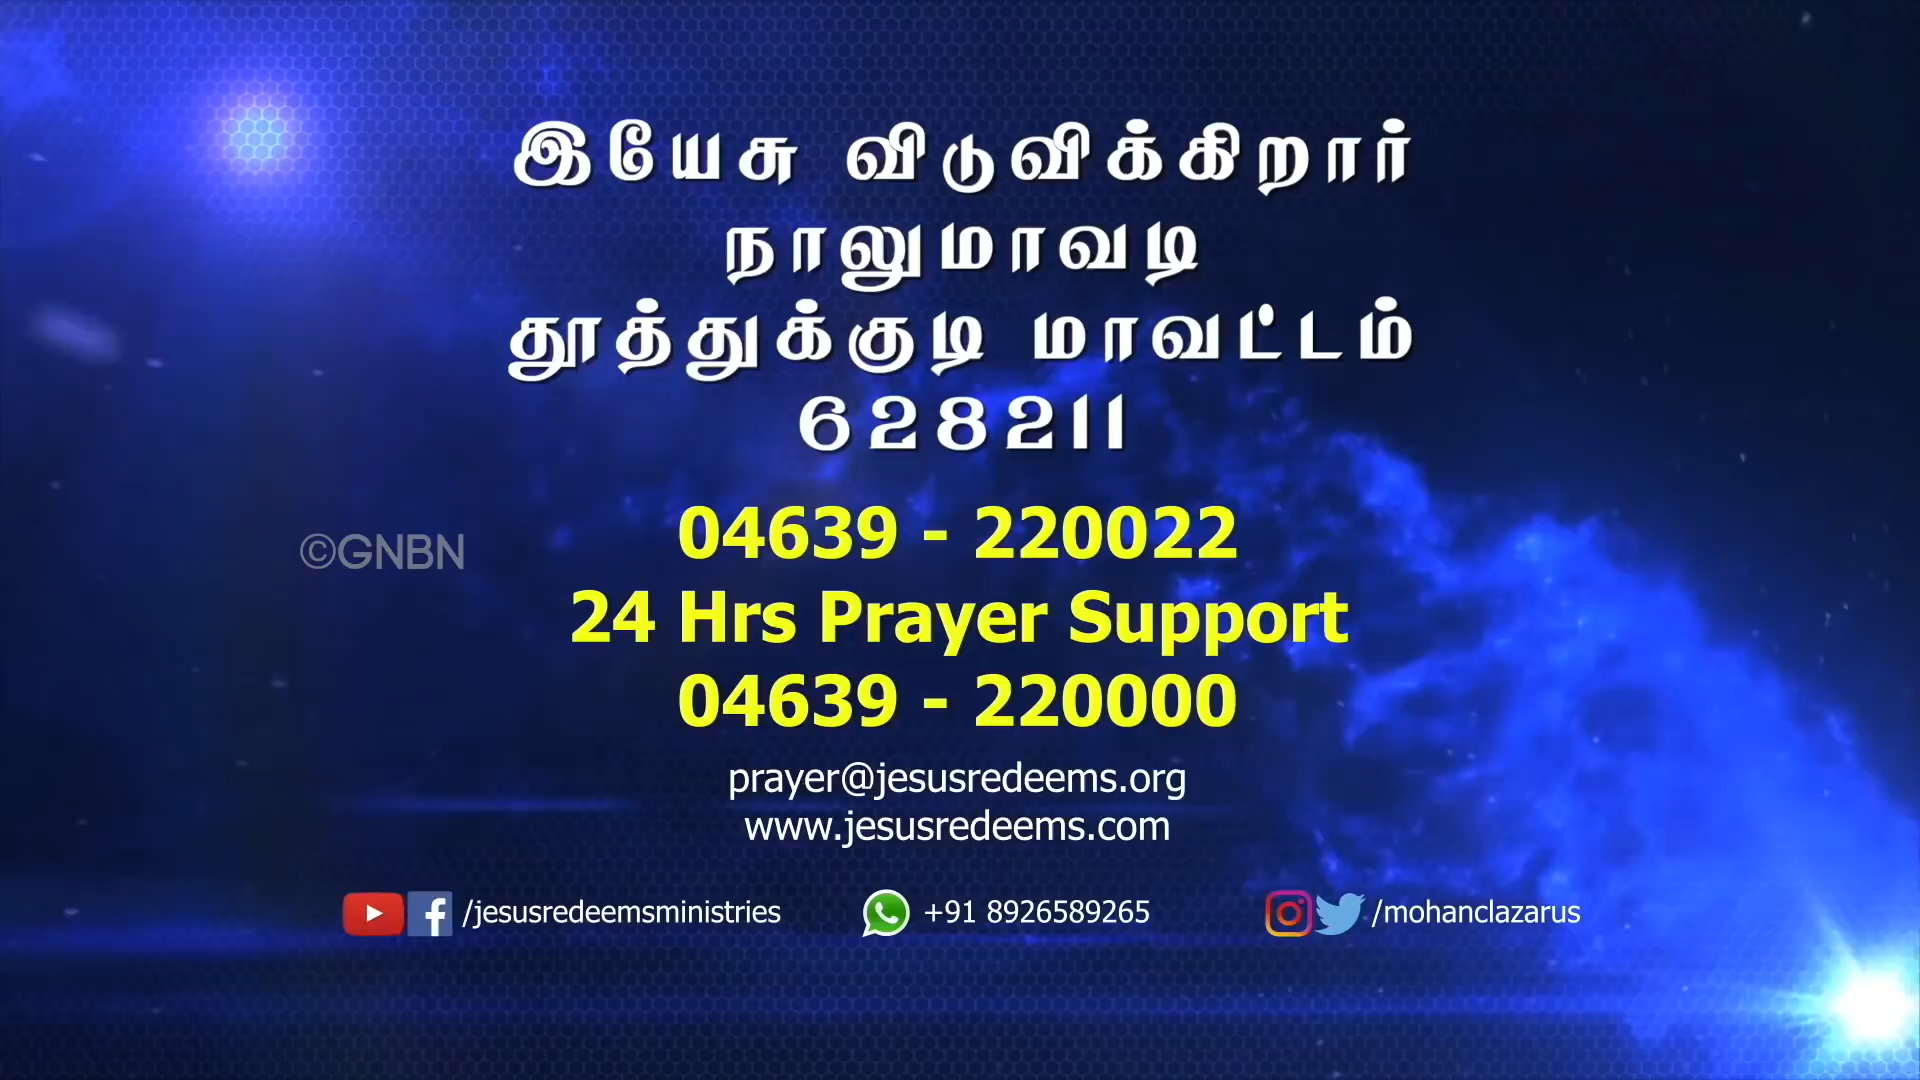 இயேசு விடுவிக்கிறார்
நாலுமாவடி
தூத்துக்குடி மாவட்டம்
628211
04639 - 220022
©GNBN
24 Hrs Prayer Support
04639 - 220000
prayer@jesusredeems.org
www.jesusredeems.com
/jesusredeemsministries +91 8926589265 /mohanclazarus